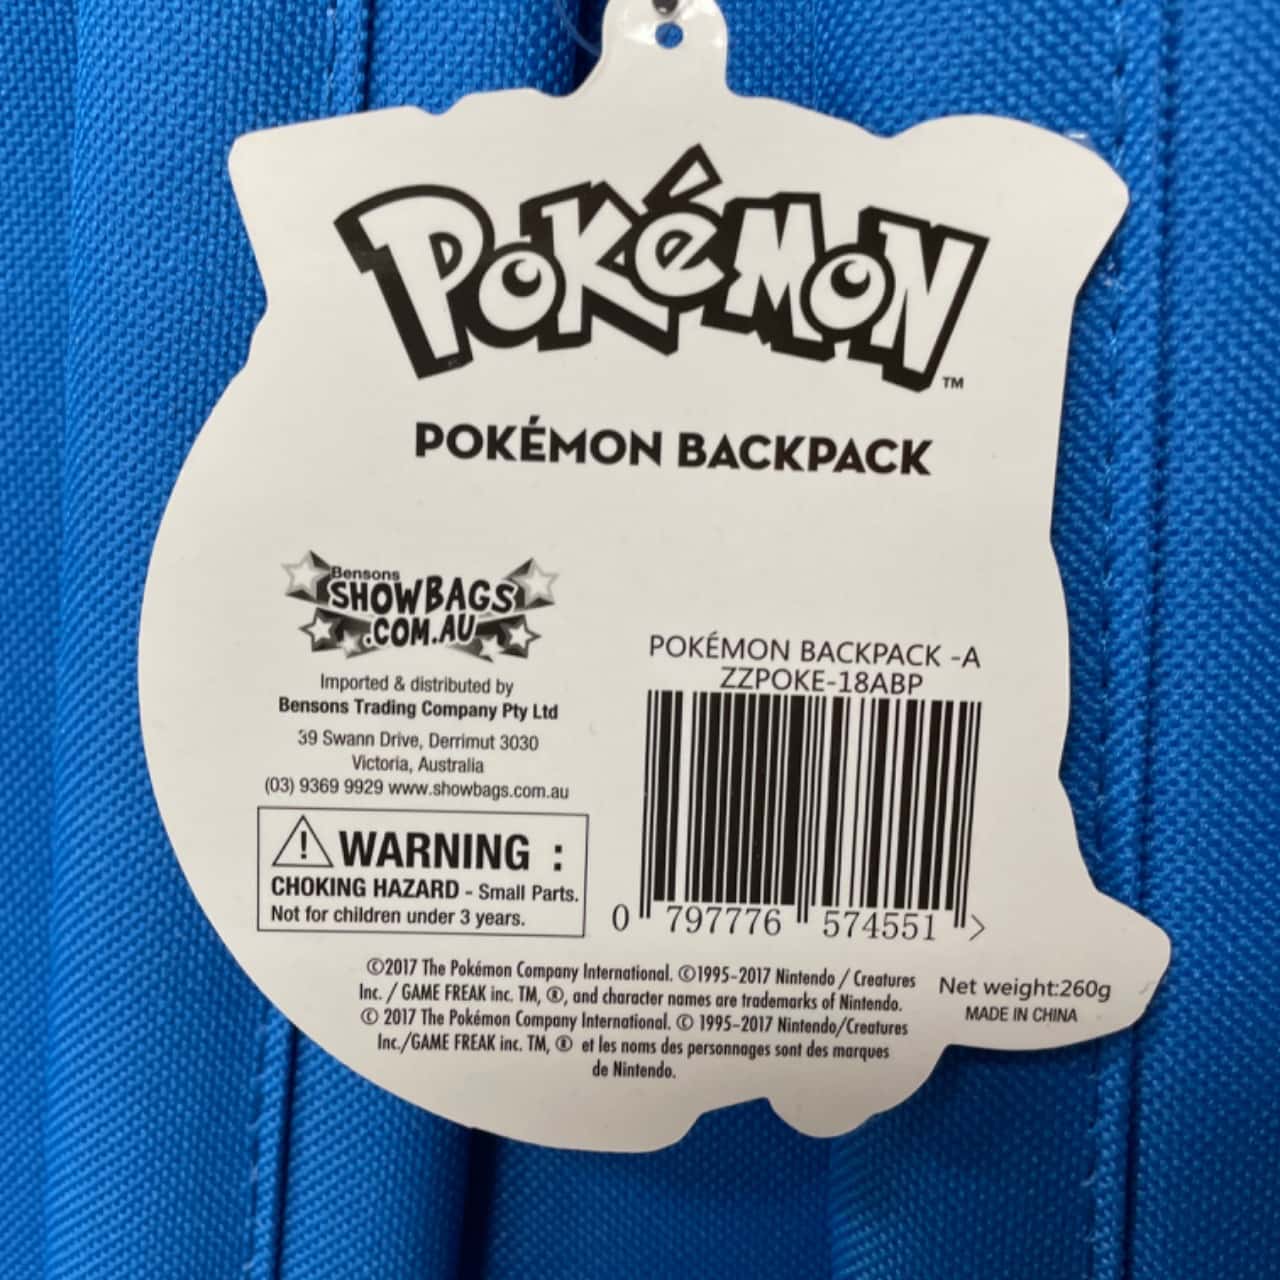 POKÉMON™
POKÉMON BACKPACK
Bensons
SHOWBAGS
.COM.AU
Imported & distributed by
Bensons Trading Company Pty Ltd
39 Swann Drive, Derrimut 3030
Victoria, Australia
(03) 9369 9929 www.showbags.com.au
WARNING :
CHOKING HAZARD - Small Parts.
Not for children under 3 years.
POKÉMON BACKPACK -A
ZZPOKE-18ABP
0 797776 574551 >
©2017 The Pokémon Company International. ©1995-2017 Nintendo / Creatures
Inc. / GAME FREAK inc. TM, ®, and character names are trademarks of Nintendo.
© 2017 The Pokémon Company International. © 1995-2017 Nintendo/Creatures
Inc./GAME FREAK inc. TM, ® et les noms des personnages sont des marques
de Nintendo.
Net weight:260g
MADE IN CHINA